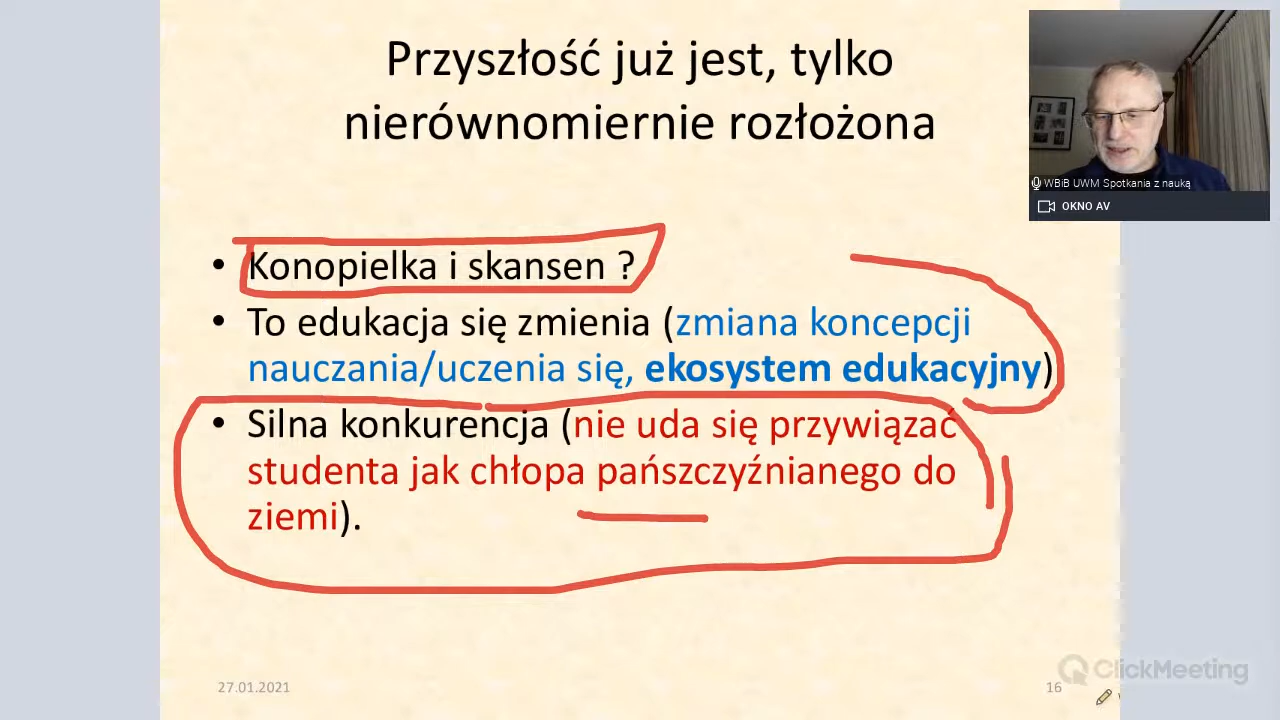 Przyszłość już jest, tylko
nierównomiernie rozłożona
WBiB UWM Spotkania z nauką
OKNO AV
• Konopielka i skansen ?
• To edukacja się zmienia (zmiana koncepcji
nauczania/uczenia się, ekosystem edukacyjny)
• Silna konkurencja (nie uda się przywiązać
studenta jak chłopa pańszczyźnianego do
ziemi).
27.01.2021
16
ClickMeeting